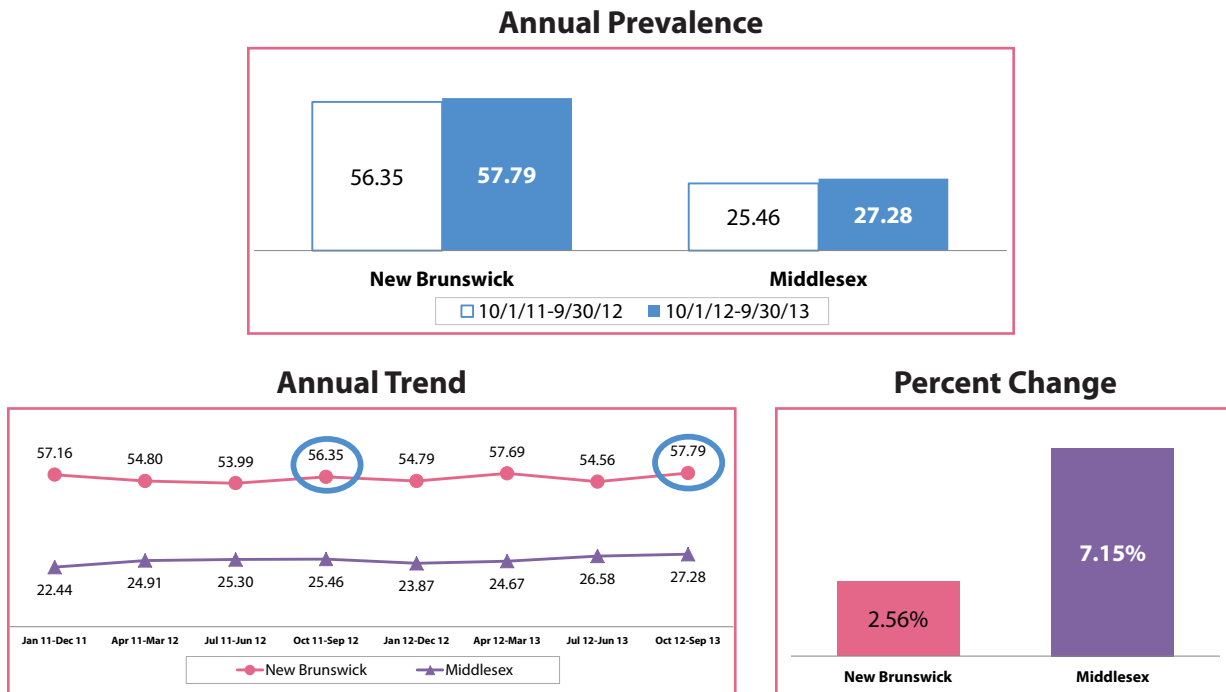 Annual Prevalence
56.35 57.79 25.46 27.28
New Brunswick Middlesex
10/1/11-9/30/12 10/1/12-9/30/13
Annual Trend
57.16 54.80 53.99 56.35 54.79 57.69 54.56 57.79
22.44 24.91 25.30 25.46 23.87 24.67 26.58 27.28
Jan 11-Dec 11 Apr 11-Mar 12 Jul 11-Jun 12 Oct 11-Sep 12 Jan 12-Dec 12 Apr 12-Mar 13 Jul 12-Jun 13 Oct 12-Sep 13
New Brunswick Middlesex
Percent Change
2.56% 7.15%
New Brunswick Middlesex